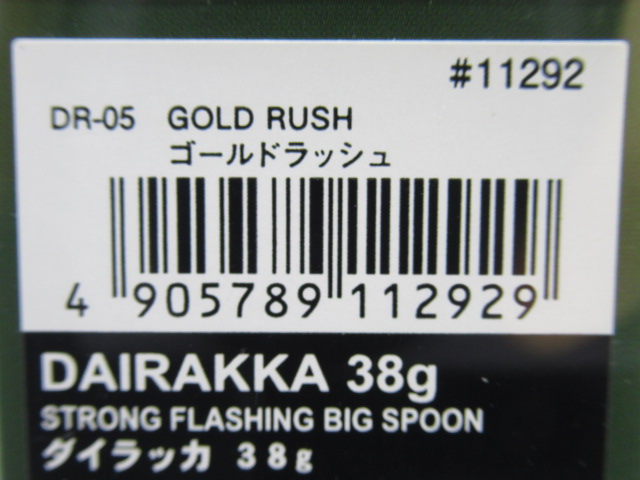 #11292
DR-05 GOLD RUSH
ゴールドラッシュ
4 905789 112929
DAIRAKKA 38g
STRONG FLASHING BIG SPOON
ダイラッカ 38g